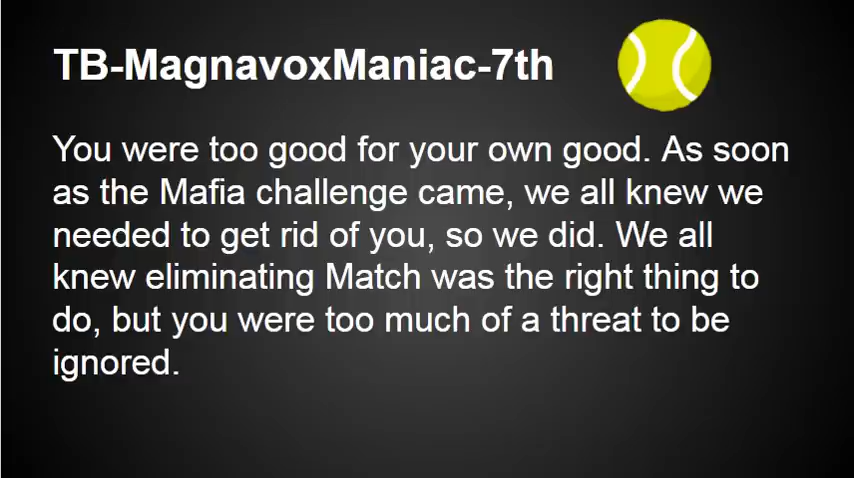 TB-MagnavoxManiac-7th
You were too good for your own good. As soon
as the Mafia challenge came, we all knew we
needed to get rid of you, so we did. We all
knew eliminating Match was the right thing to
do, but you were too much of a threat to be
ignored.